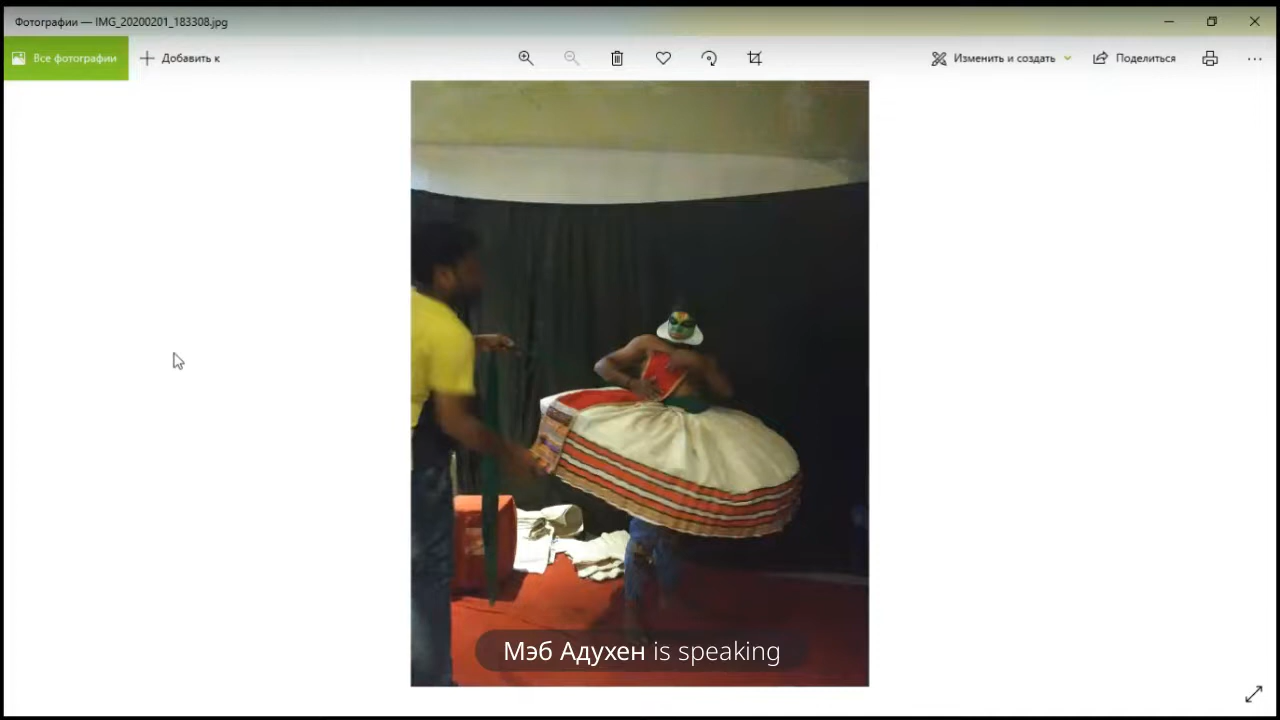 Фотографии — IMG_20200201_183308.jpg
Все фотографии
Добавить к
Изменить и создать
Поделиться
Мэб Адухен is speaking